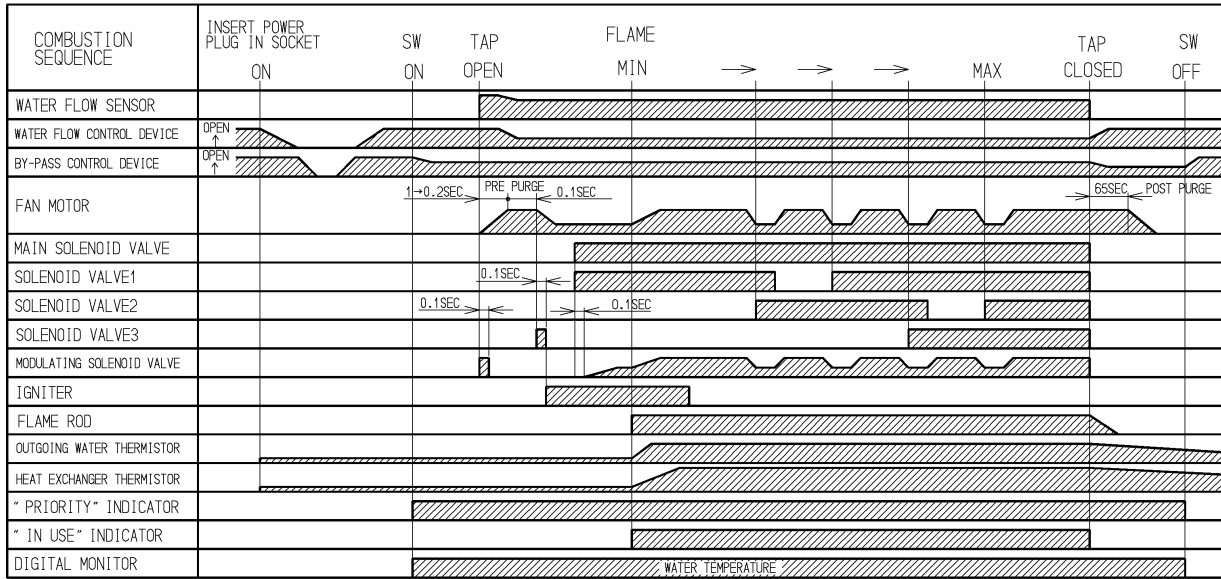 COMBUSTION
SEQUENCE
INSERT POWER
PLUG IN SOCKET
ON
SW
ON
TAP
OPEN
FLAME
MIN
→
→
→
MAX
TAP
CLOSED
SW
OFF
WATER FLOW SENSOR
WATER FLOW CONTROL DEVICE
OPEN
↑
BY-PASS CONTROL DEVICE
OPEN
↑
FAN MOTOR
1→0.2SEC
PRE PURGE
0.1SEC
65SEC
POST PURGE
MAIN SOLENOID VALVE
SOLENOID VALVE1
0.1SEC
SOLENOID VALVE2
0.1SEC
0.1SEC
SOLENOID VALVE3
MODULATING SOLENOID VALVE
IGNITER
FLAME ROD
OUTGOING WATER THERMISTOR
HEAT EXCHANGER THERMISTOR
" PRIORITY" INDICATOR
" IN USE" INDICATOR
DIGITAL MONITOR
WATER TEMPERATURE